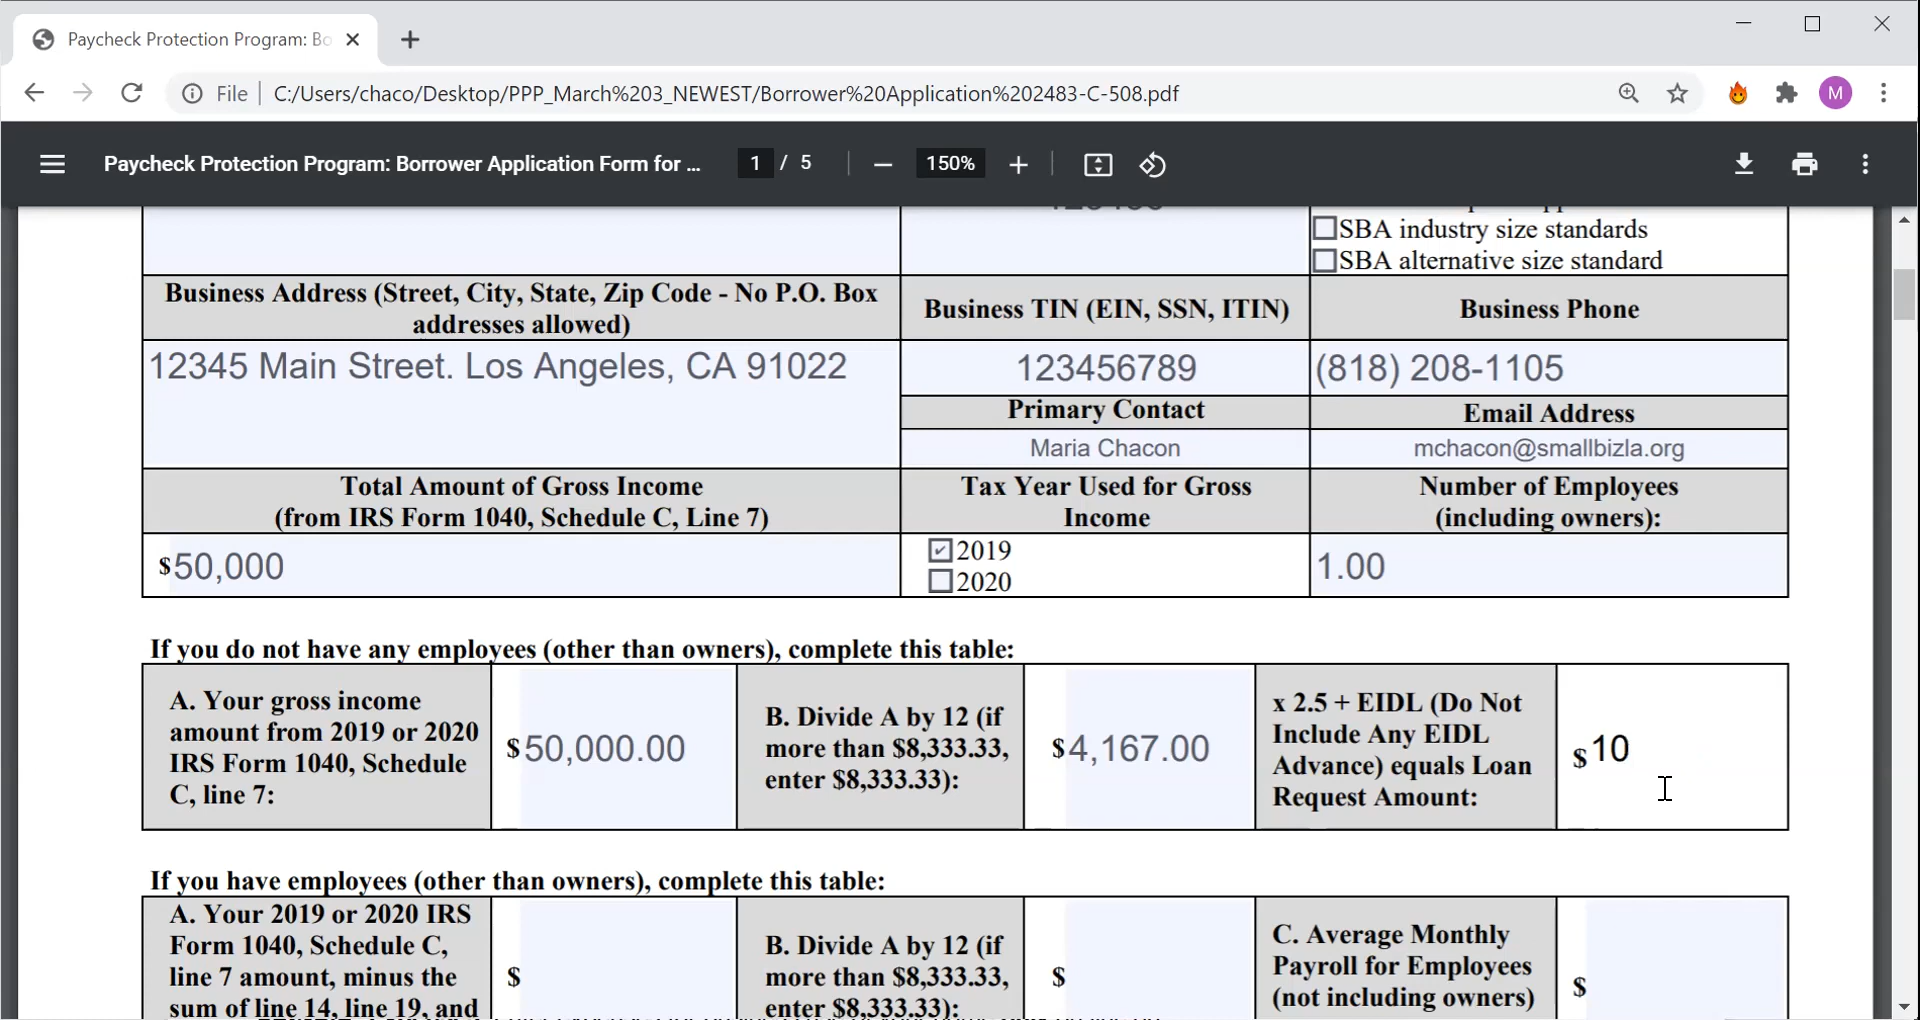 Paycheck Protection Program: Bo
File C:/Users/chaco/Desktop/PPP_March%203_NEWEST/Borrower%20Application%202483-C-508.pdf
M
Paycheck Protection Program: Borrower Application Form for ...
1 / 5
150%
SBA industry size standards
SBA alternative size standard
Business Address (Street, City, State, Zip Code - No P.O. Box
addresses allowed)
Business TIN (EIN, SSN, ITIN)
Business Phone
12345 Main Street. Los Angeles, CA 91022
123456789
(818) 208-1105
Primary Contact
Email Address
Maria Chacon
mchacon@smallbizla.org
Total Amount of Gross Income
(from IRS Form 1040, Schedule C, Line 7)
Tax Year Used for Gross
Income
Number of Employees
(including owners):
$50,000
2019
2020
1.00
If you do not have any employees (other than owners), complete this table:
A. Your gross income
amount from 2019 or 2020
IRS Form 1040, Schedule
C, line 7:
$50,000.00
B. Divide A by 12 (if
more than $8,333.33,
enter $8,333.33):
$4,167.00
x 2.5 + EIDL (Do Not
Include Any EIDL
Advance) equals Loan
Request Amount:
$10
If you have employees (other than owners), complete this table:
A. Your 2019 or 2020 IRS
Form 1040, Schedule C,
line 7 amount, minus the
sum of line 14, line 19, and
$
B. Divide A by 12 (if
more than $8,333.33,
enter $8,333.33):
$
C. Average Monthly
Payroll for Employees
(not including owners)
$